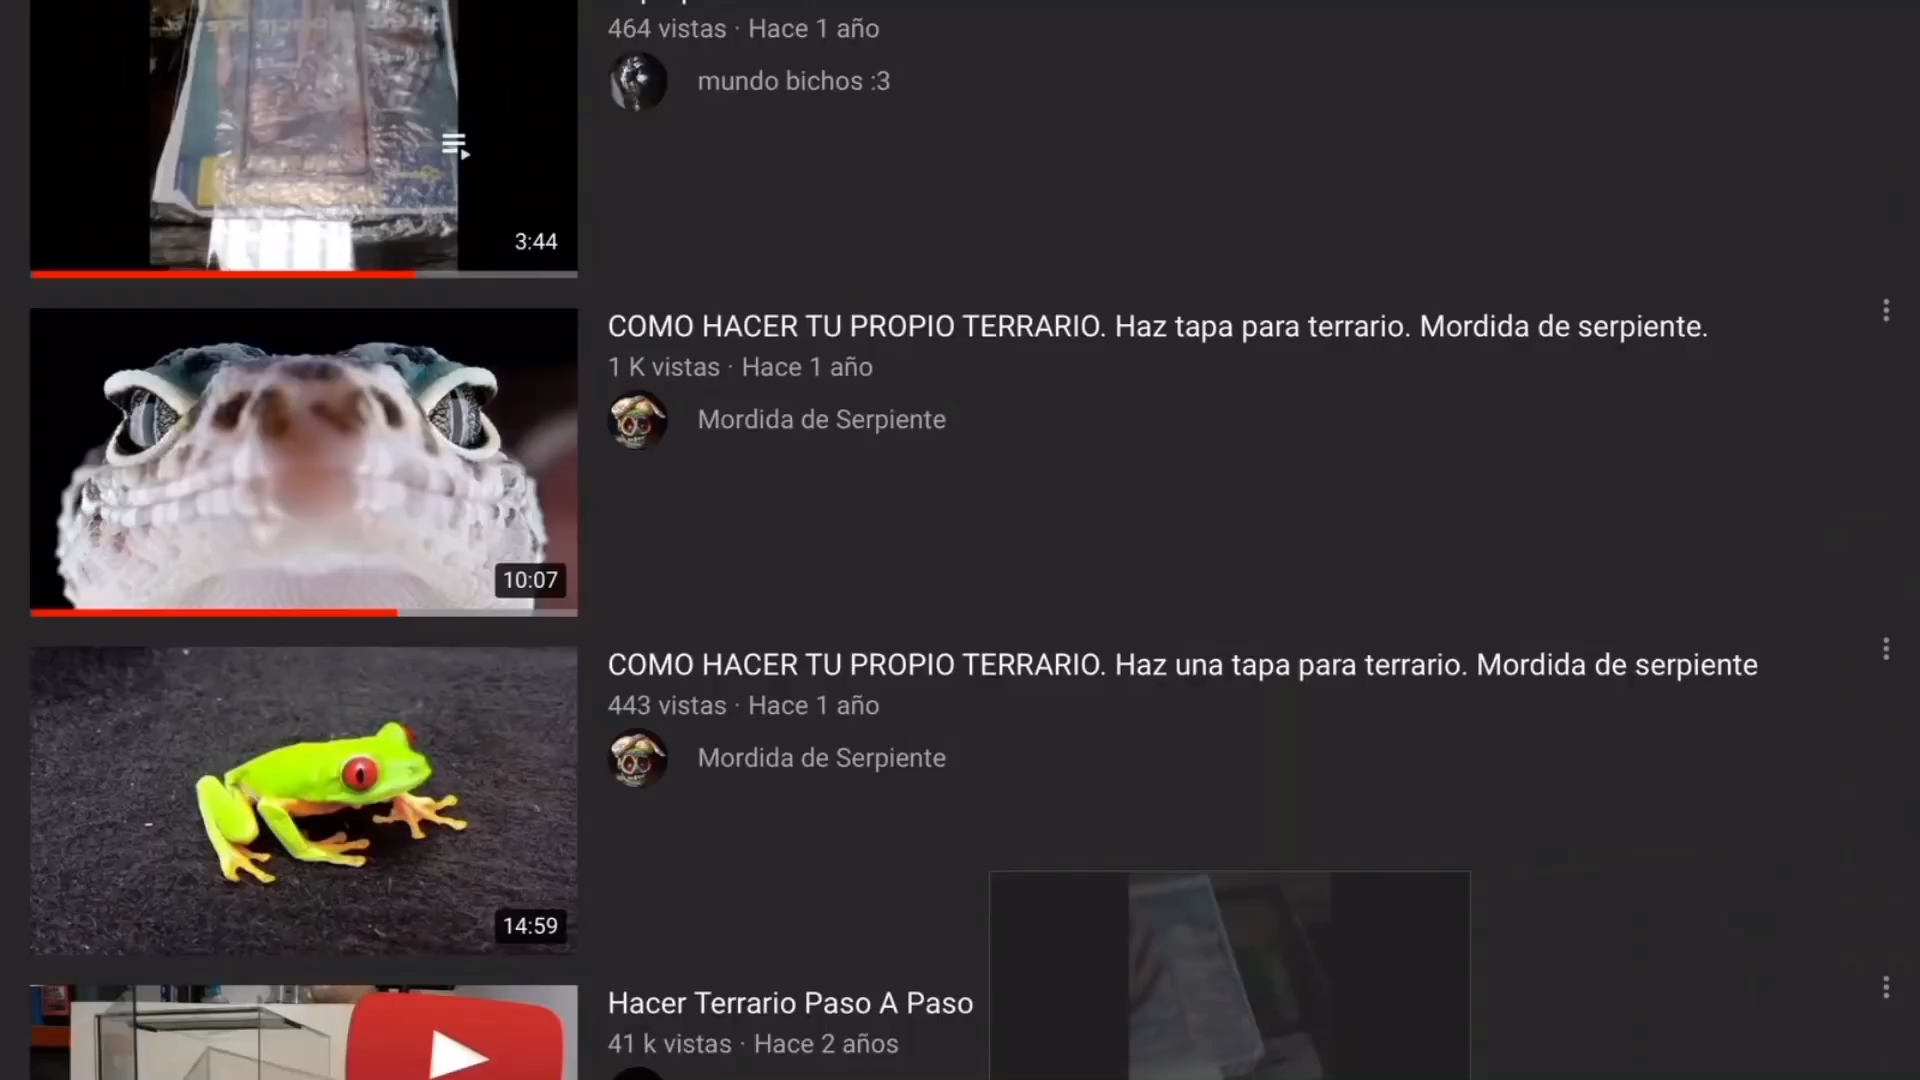 464 vistas · Hace 1 año
mundo bichos :3
3:44
COMO HACER TU PROPIO TERRARIO. Haz tapa para terrario. Mordida de serpiente.
1 K vistas · Hace 1 año
Mordida de Serpiente
10:07
COMO HACER TU PROPIO TERRARIO. Haz una tapa para terrario. Mordida de serpiente
443 vistas · Hace 1 año
Mordida de Serpiente
14:59
Hacer Terrario Paso A Paso
41 k vistas · Hace 2 años